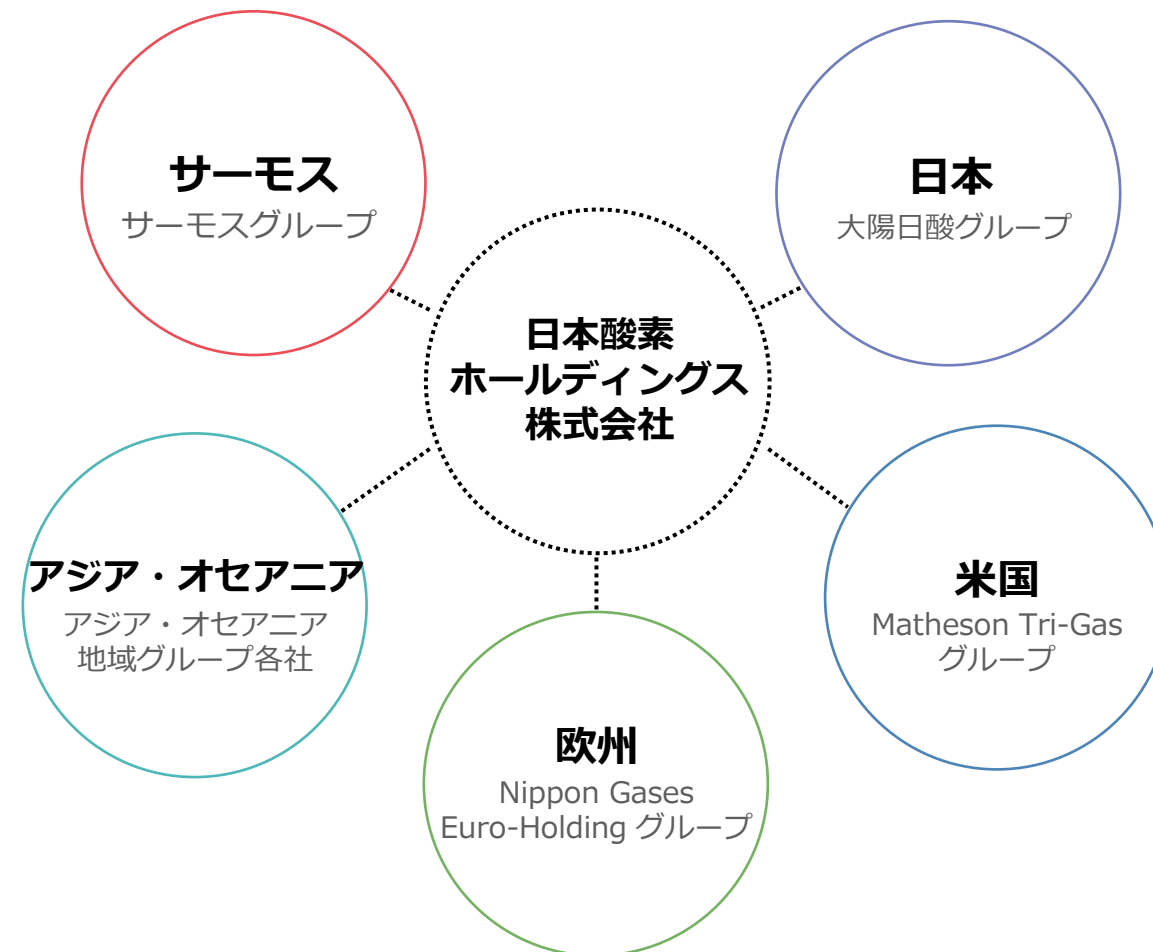 サーモス
サーモスグループ
日本
大陽日酸グループ
日本酸素
ホールディングス
株式会社
アジア・オセアニア
アジア・オセアニア
地域グループ各社
米国
Matheson Tri-Gas
グループ
欧州
Nippon Gases
Euro-Holding グループ